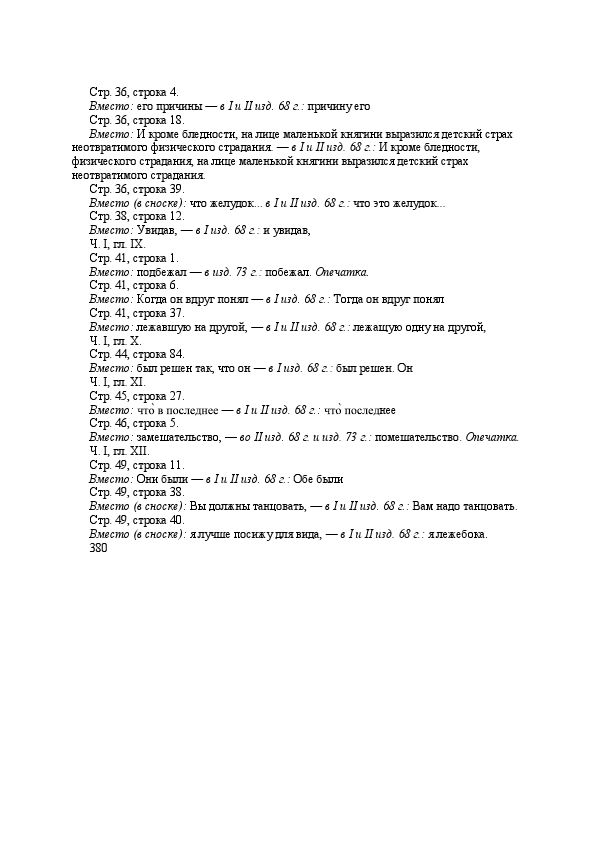 Стр. 36, строка 4.
Вместо: его причины — в I и II изд. 68 г.: причину его
Стр. 36, строка 18.
Вместо: И кроме бледности, на лице маленькой княгини выразился детский страх
неотвратимого физического страдания. — в I и II изд. 68 г.: И кроме бледности,
физического страдания, на лице маленькой княгини выразился детский страх
неотвратимого страдания.
Стр. 36, строка 39.
Вместо (в сноске): что желудок... в I и II изд. 68 г.: что это желудок...
Стр. 38, строка 12.
Вместо: Увидав, — в I изд. 68 г.: и увидав,
Ч. I, гл. IX.
Стр. 41, строка 1.
Вместо: подбежал — в изд. 73 г.: побежал. Опечатка.
Стр. 41, строка 6.
Вместо: Когда он вдруг понял — в I изд. 68 г.: Тогда он вдруг понял
Стр. 41, строка 37.
Вместо: лежавшую на другой, — в I и II изд. 68 г.: лежащую одну на другой,
Ч. I, гл. X.
Стр. 44, строка 84.
Вместо: был решен так, что он — в I изд. 68 г.: был решен. Он
Ч. I, гл. XI.
Стр. 45, строка 27.
Вместо: что̀ в последнее — в I и II изд. 68 г.: что̀ последнее
Стр. 46, строка 5.
Вместо: замешательство, — во II изд. 68 г. и изд. 73 г.: помешательство. Опечатка.
Ч. I, гл. XII.
Стр. 49, строка 11.
Вместо: Они были — в I и II изд. 68 г.: Обе были
Стр. 49, строка 38.
Вместо (в сноске): Вы должны танцовать, — в I и II изд. 68 г.: Вам надо танцовать.
Стр. 49, строка 40.
Вместо (в сноске): я лучше посижу для вида, — в I и II изд. 68 г.: я лежебока.
380